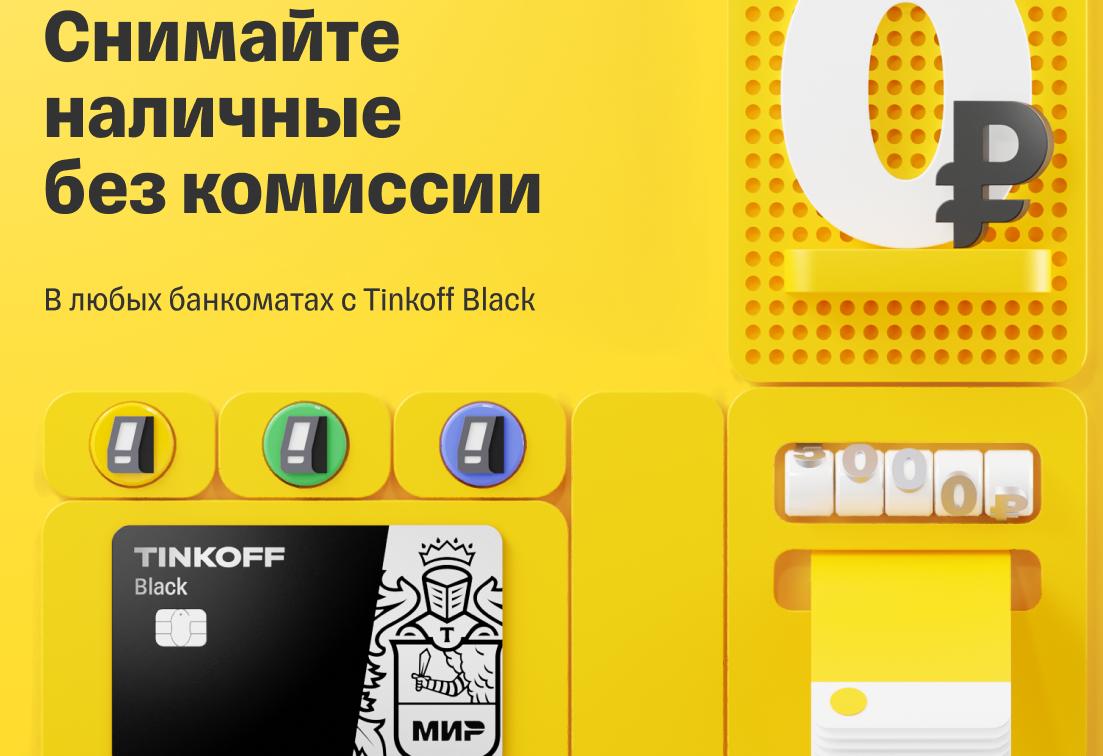 Снимайте
наличные
без комиссии
В любых банкоматах с Tinkoff Black
0 ₽
5000₽
TINKOFF
Black
T
МИР